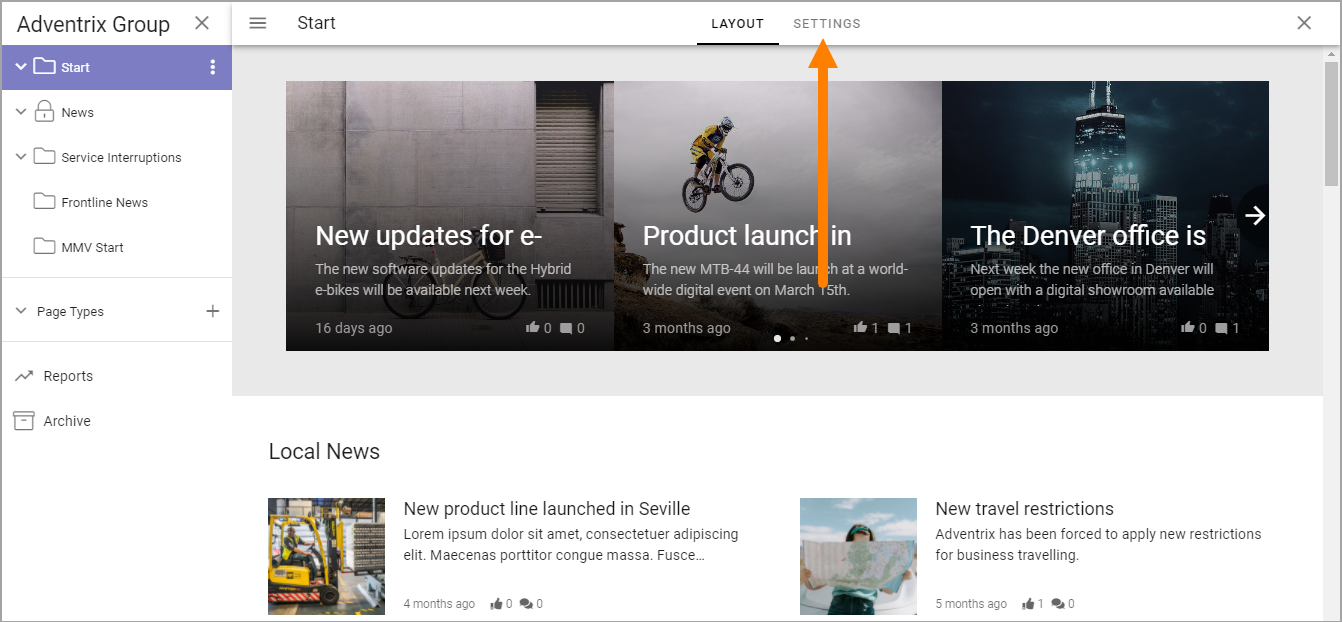 Adventrix Group
Start
LAYOUT
SETTINGS
Start
News
Service Interruptions
Frontline News
MMV Start
Page Types
Reports
Archive
New updates for e-
The new software updates for the Hybrid
e-bikes will be available next week.
16 days ago 0 0
Product launch in
The new MTB-44 will be launch at a world-
wide digital event on March 15th.
3 months ago 1 1
The Denver office is
Next week the new office in Denver will
open with a digital showroom available
3 months ago 0 1
Local News
New product line launched in Seville
Lorem ipsum dolor sit amet, consectetuer adipiscing
elit. Maecenas porttitor congue massa. Fusce...
4 months ago 0 0
New travel restrictions
Adventrix has been forced to apply new restrictions
for business travelling.
5 months ago 1 0